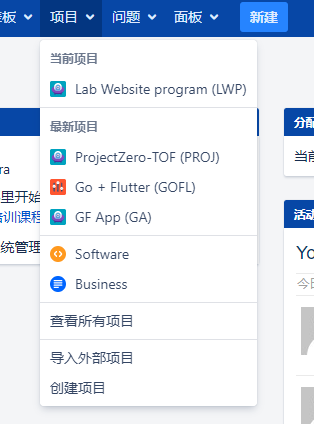 板 项目 问题 面板 新建
当前项目
Lab Website program (LWP)
最新项目
ProjectZero-TOF (PROJ)
Go + Flutter (GOFL)
GF App (GA)
Software
Business
查看所有项目
导入外部项目
创建项目
ra
里开始
培训课程
统管理
分配
当前
活动
Yo
今日